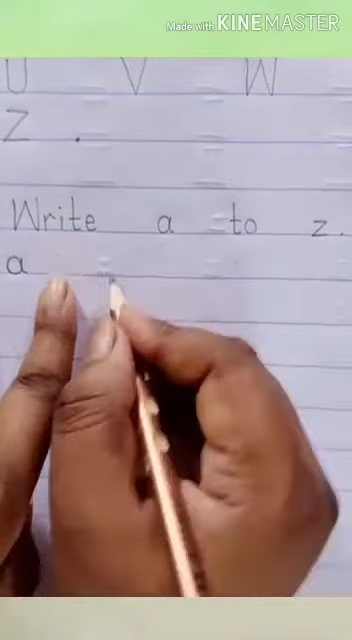 Made with KINEMASTER
U V W
Z .
Write a to z.
a